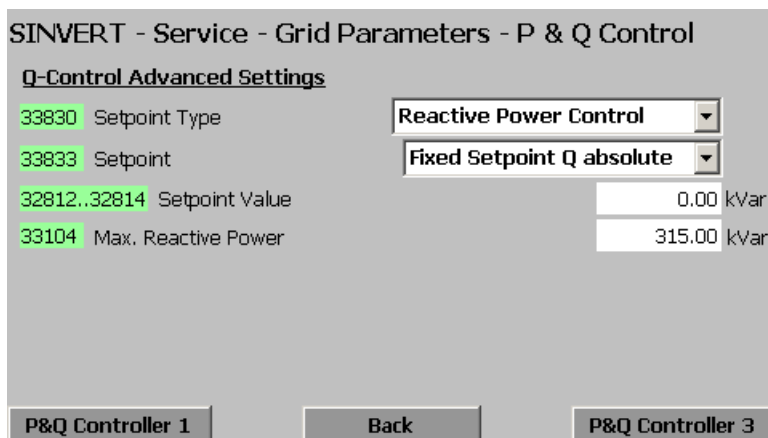 SINVERT - Service - Grid Parameters - P & Q Control
Q-Control Advanced Settings
33830 Setpoint Type Reactive Power Control
33833 Setpoint Fixed Setpoint Q absolute
32812..32814 Setpoint Value 0.00 kVar
33104 Max. Reactive Power 315.00 kVar
P&Q Controller 1 Back P&Q Controller 3